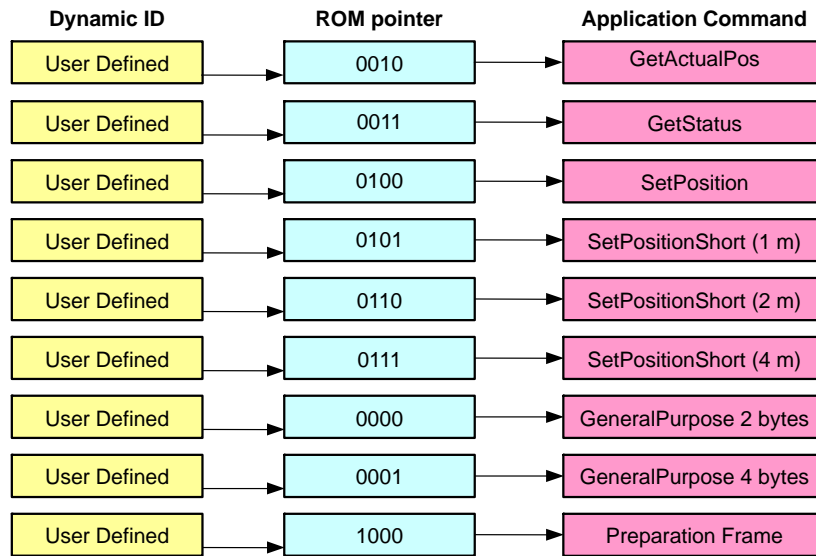 Dynamic ID ROM pointer Application Command
User Defined 0010 GetActualPos
User Defined 0011 GetStatus
User Defined 0100 SetPosition
User Defined 0101 SetPositionShort (1 m)
User Defined 0110 SetPositionShort (2 m)
User Defined 0111 SetPositionShort (4 m)
User Defined 0000 GeneralPurpose 2 bytes
User Defined 0001 GeneralPurpose 4 bytes
User Defined 1000 Preparation Frame